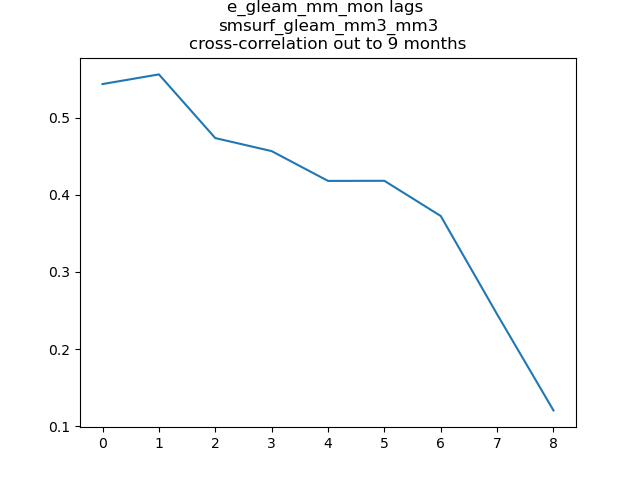 e_gleam_mm_mon lags
smsurf_gleam_mm3_mm3
cross-correlation out to 9 months
0.5
0.4
0.3
0.2
0.1
0 1 2 3 4 5 6 7 8